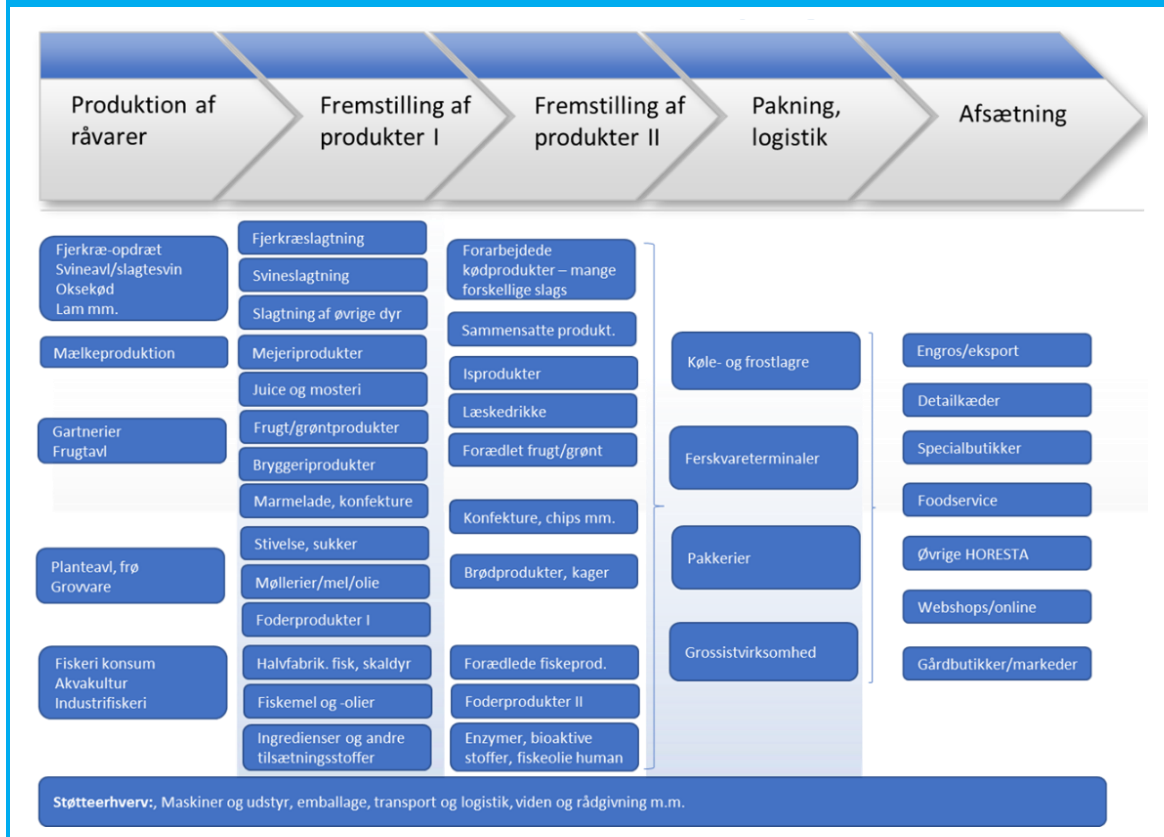 Produktion af
råvarer
Fremstilling af
produkter I
Fremstilling af
produkter II
Pakning,
logistik
Afsætning
Fjerkræ-opdræt
Svineavl/slagtesvin
Oksekød
Lam mm.
Mælkeproduktion
Gartnerier
Frugtavl
Planteavl, frø
Grovvare
Fiskeri konsum
Akvakultur
Industrifiskeri
Fjerkræslagtning
Svineslagtning
Slagtning af øvrige dyr
Mejeriprodukter
Juice og mosteri
Frugt/grøntprodukter
Bryggeriprodukter
Marmelade, konfekture
Stivelse, sukker
Møllerier/mel/olie
Foderprodukter I
Halvfabrik. fisk, skaldyr
Fiskemel og -olier
Ingredienser og andre
tilsætningsstoffer
Forarbejdede
kødprodukter – mange
forskellige slags
Sammensatte produkt.
Isprodukter
Læskedrikke
Forædlet frugt/grønt
Konfekture, chips mm.
Brødprodukter, kager
Forædlede fiskeprod.
Foderprodukter II
Enzymer, bioaktive
stoffer, fiskeolie human
Køle- og frostlagre
Ferskvareterminaler
Pakkerier
Grossistvirksomhed
Engros/eksport
Detailkæder
Specialbutikker
Foodservice
Øvrige HORESTA
Webshops/online
Gårdbutikker/markeder
Støtteerhverv:, Maskiner og udstyr, emballage, transport og logistik, viden og rådgivning m.m.